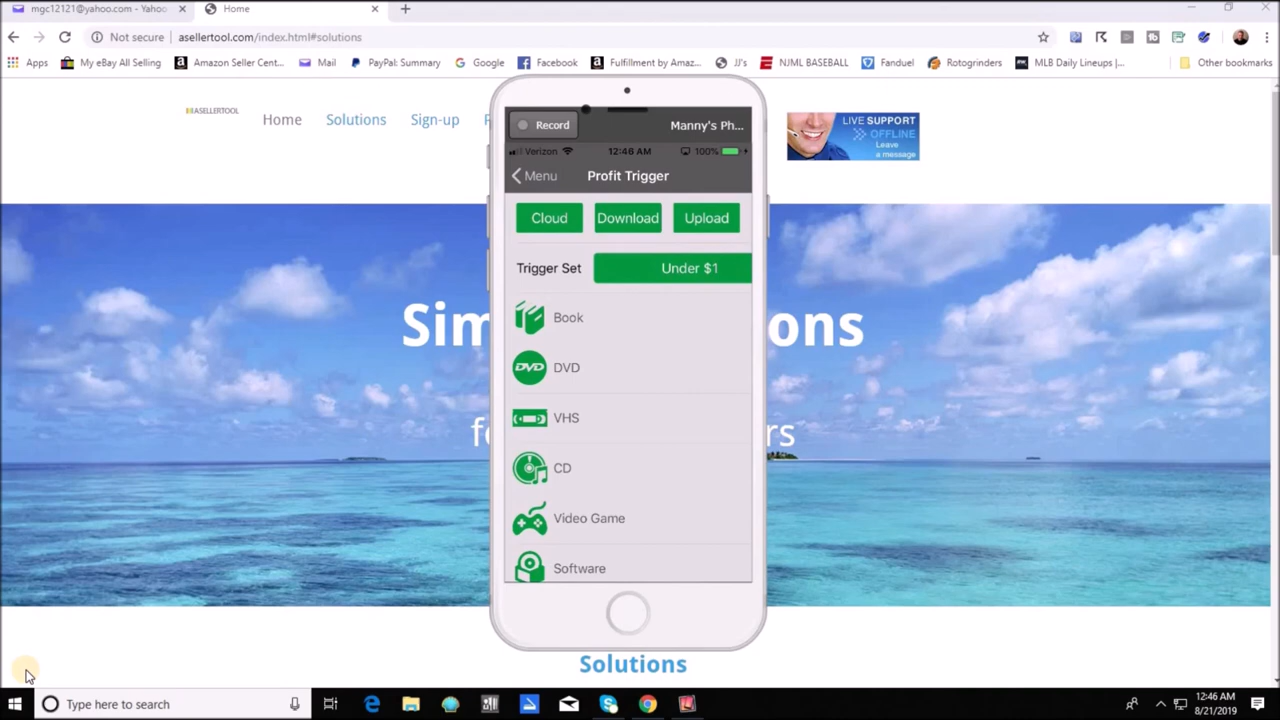 mgc12121@yahoo.com - Yahoo
Home
Not secure
asellertool.com/index.html#solutions
Apps
My eBay All Selling
Amazon Seller Cent...
Mail
PayPal: Summary
Google
Facebook
Fulfillment by Amaz...
JJ's
NJML BASEBALL
Fanduel
Rotogrinders
MLB Daily Lineups |...
Other bookmarks
ASELLERTOOL
Home
Solutions
Sign-up
LIVE SUPPORT
OFFLINE
Leave
a message
Record
Manny's Ph...
Verizon
12:46 AM
100%
Menu
Profit Trigger
Cloud
Download
Upload
Trigger Set
Under $1
Book
DVD
DVD
VHS
CD
Video Game
Software
Solutions
Type here to search
12:46 AM
8/21/2019